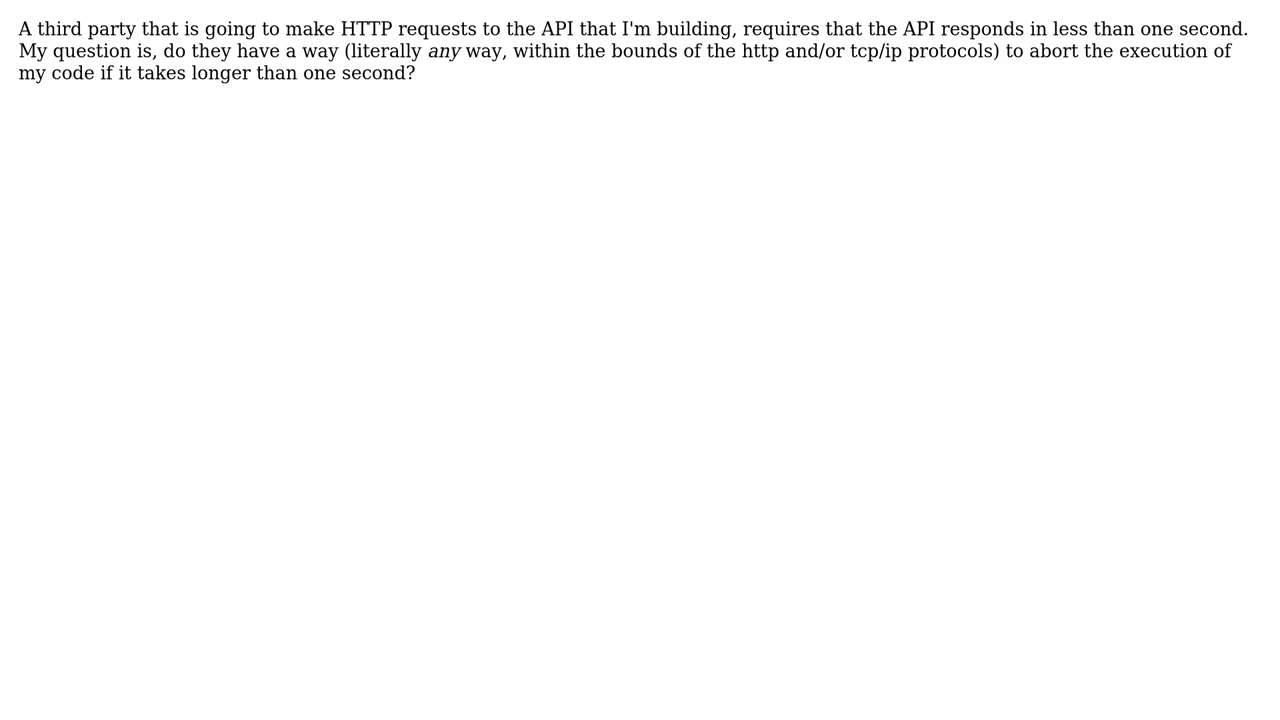 A third party that is going to make HTTP requests to the API that I'm building, requires that the API responds in less than one second.
My question is, do they have a way (literally any way, within the bounds of the http and/or tcp/ip protocols) to abort the execution of
my code if it takes longer than one second?